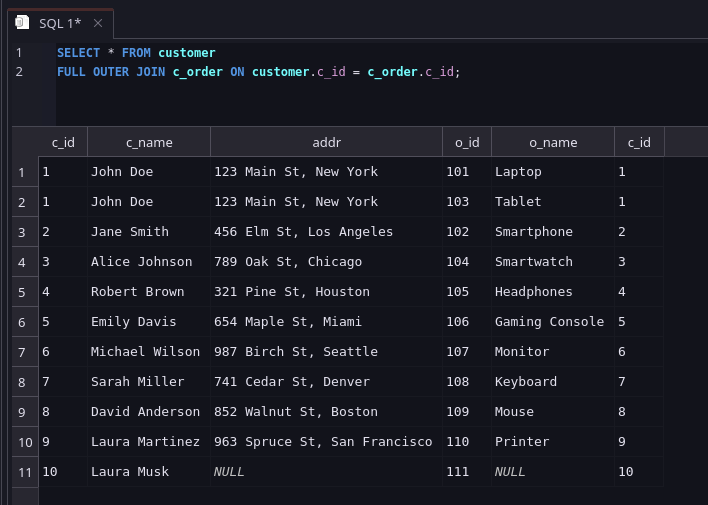 SQL 1*
1 SELECT * FROM customer
2 FULL OUTER JOIN c_order ON customer.c_id = c_order.c_id;
c_id c_name addr o_id o_name c_id
1 1 John Doe 123 Main St, New York 101 Laptop 1
2 1 John Doe 123 Main St, New York 103 Tablet 1
3 2 Jane Smith 456 Elm St, Los Angeles 102 Smartphone 2
4 3 Alice Johnson 789 Oak St, Chicago 104 Smartwatch 3
5 4 Robert Brown 321 Pine St, Houston 105 Headphones 4
6 5 Emily Davis 654 Maple St, Miami 106 Gaming Console 5
7 6 Michael Wilson 987 Birch St, Seattle 107 Monitor 6
8 7 Sarah Miller 741 Cedar St, Denver 108 Keyboard 7
9 8 David Anderson 852 Walnut St, Boston 109 Mouse 8
10 9 Laura Martinez 963 Spruce St, San Francisco 110 Printer 9
11 10 Laura Musk NULL 111 NULL 10